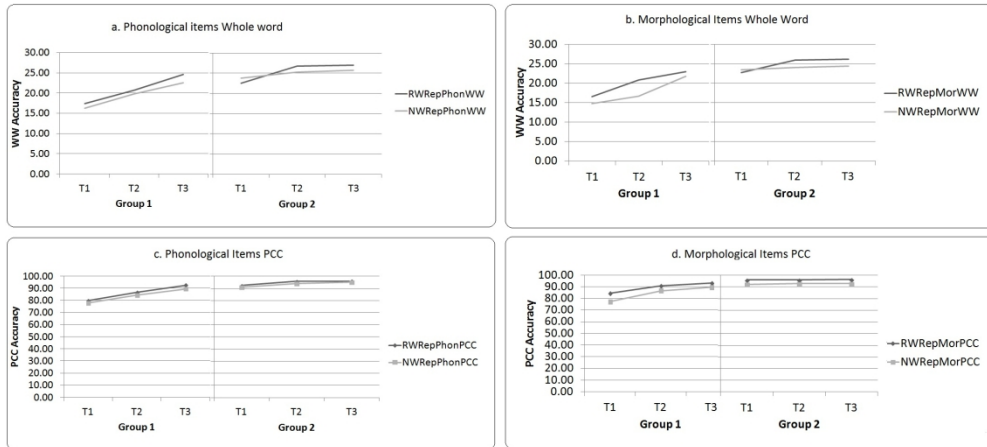 a. Phonological items Whole word
WW Accuracy
30.00
25.00
20.00
15.00
10.00
5.00
0.00
T1 T2 T3 T1 T2 T3
Group 1 Group 2
RWRepPhonWW
NWRepPhonWW
b. Morphological Items Whole Word
WW Accuracy
30.00
25.00
20.00
15.00
10.00
5.00
0.00
T1 T2 T3 T1 T2 T3
Group 1 Group 2
RWRepMorWW
NWRepMorWW
c. Phonological Items PCC
PCC Accuracy
100.00
90.00
80.00
70.00
60.00
50.00
40.00
30.00
20.00
10.00
0.00
T1 T2 T3 T1 T2 T3
Group 1 Group 2
RWRepPhonPCC
NWRepPhonPCC
d. Morphological Items PCC
PCC Accuracy
100.00
90.00
80.00
70.00
60.00
50.00
40.00
30.00
20.00
10.00
0.00
T1 T2 T3 T1 T2 T3
Group 1 Group 2
RWRepMorPCC
NWRepMorPCC